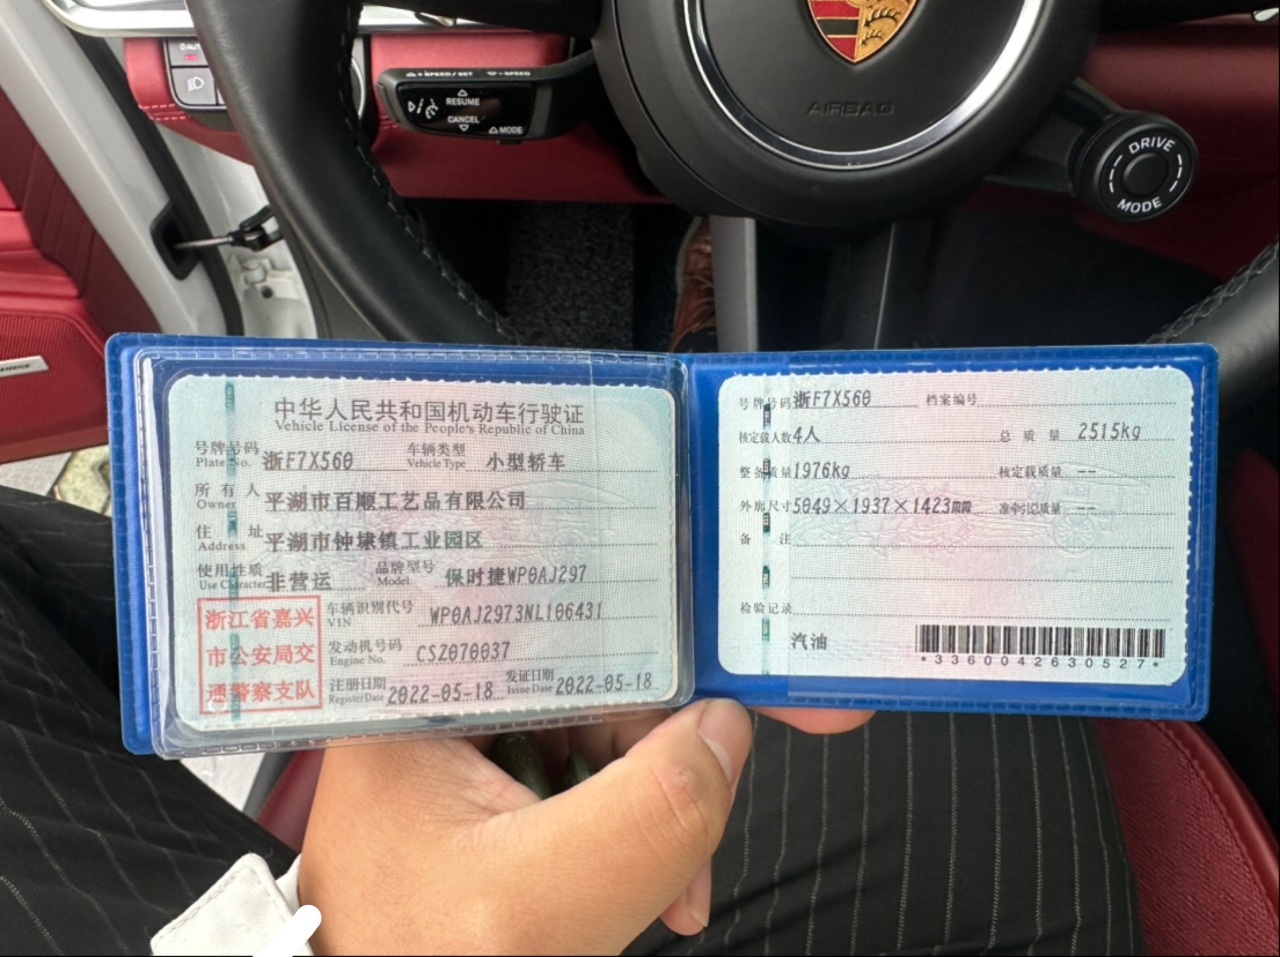 SPEED/SET
SPEED
RESUME
CANCEL
MODE
AIRBAG
DRIVE
MODE
中华人民共和国机动车行驶证
Vehicle License of the People's Republic of China
号牌号码 浙F7X560 车辆类型 小型轿车
Plate No. Vehicle Type
所有人 平湖市百顺工艺品有限公司
Owner
住址 平湖市钟埭镇工业园区
Address
使用性质 非营运 品牌型号 保时捷WP0AJ297
Use Character Model
浙江省嘉兴
市公安局交
通警察支队
车辆识别代号 WP0AJ2973NL106431
VIN
发动机号码 CSZ070037
Engine No.
注册日期 2022-05-18 发证日期 2022-05-18
Register Date Issue Date
号牌号码 浙F7X560 档案编号
核定载人数 4人 总质量 2515kg
整备质量 1976kg 核定载质量 --
外廓尺寸 5049×1937×1423 准牵引总质量 --
备注
检验记录
汽油
*3360042630527*